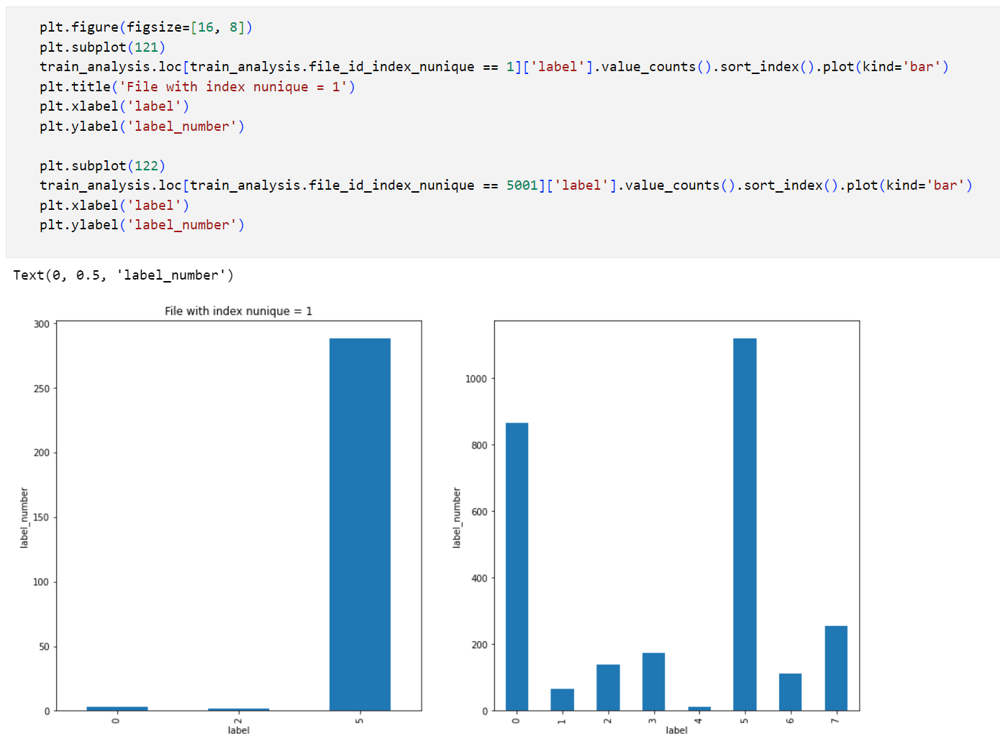 plt.figure(figsize=[16, 8])
plt.subplot(121)
train_analysis.loc[train_analysis.file_id_index_nunique == 1]['label'].value_counts().sort_index().plot(kind='bar')
plt.title('File with index nunique = 1')
plt.xlabel('label')
plt.ylabel('label_number')
plt.subplot(122)
train_analysis.loc[train_analysis.file_id_index_nunique == 5001]['label'].value_counts().sort_index().plot(kind='bar')
plt.xlabel('label')
plt.ylabel('label_number')
Text(0, 0.5, 'label_number')
File with index nunique = 1
300
250
200
150
100
50
0
label_number
0 2 5
label
1000
800
600
400
200
0
label_number
0 1 2 3 4 5 6 7
label